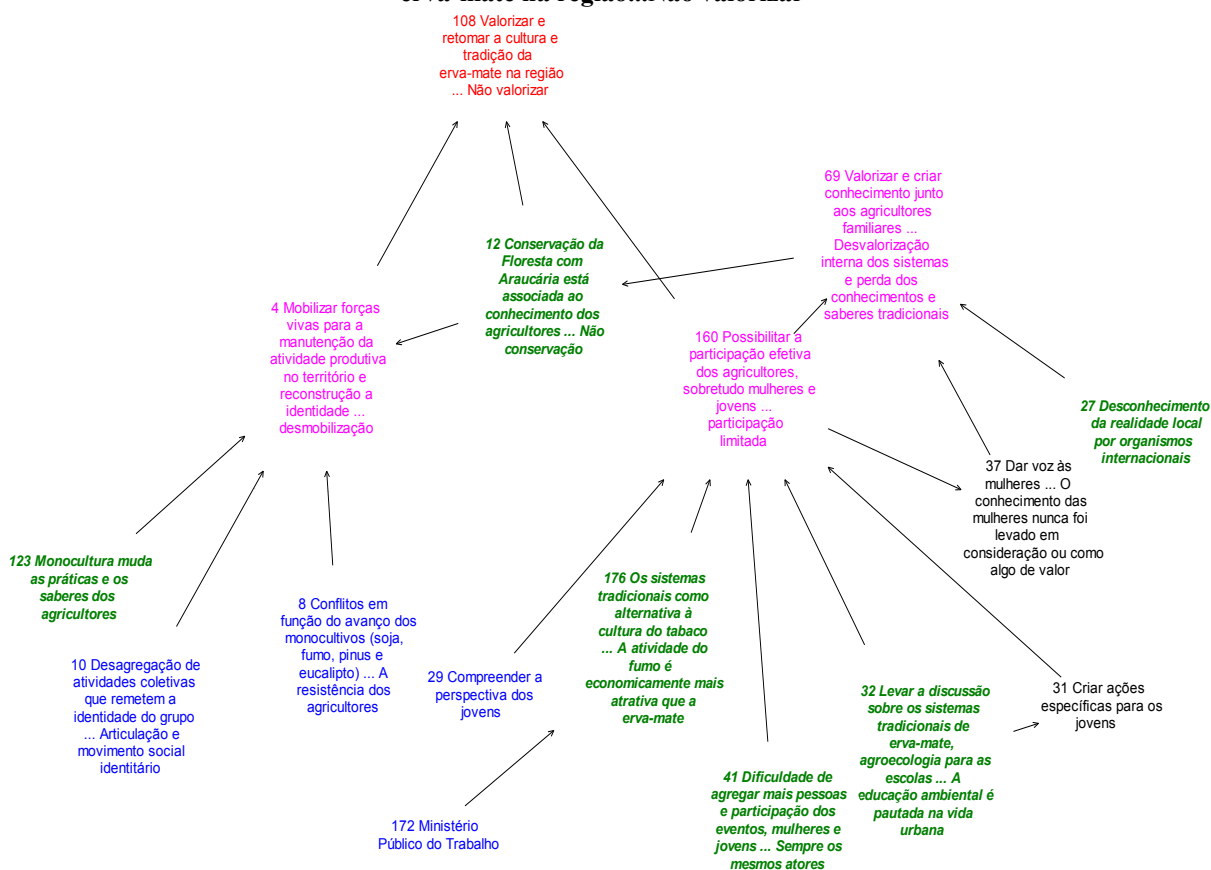 erva-mate na região...Não valorizar
108 Valorizar e
retomar a cultura e
tradição da
erva-mate na região
... Não valorizar
69 Valorizar e criar
conhecimento junto
aos agricultores
familiares ...
Desvalorização
interna dos sistemas
e perda dos
conhecimentos e
saberes tradicionais
12 Conservação da
Floresta com
Araucária está
associada ao
conhecimento dos
agricultores ... Não
conservação
4 Mobilizar forças
vivas para a
manutenção da
atividade produtiva
no território e
reconstrução a
identidade ...
desmobilização
160 Possibilitar a
participação efetiva
dos agricultores,
sobretudo mulheres e
jovens ...
participação
limitada
27 Desconhecimento
da realidade local
por organismos
internacionais
37 Dar voz às
mulheres ... O
conhecimento das
mulheres nunca foi
levado em
consideração ou como
algo de valor
123 Monocultura muda
as práticas e os
saberes dos
agricultores
10 Desagregação de
atividades coletivas
que remetem a
identidade do grupo
... Articulação e
movimento social
identitário
8 Conflitos em
função do avanço dos
monocultivos (soja,
fumo, pinus e
eucalipto) ... A
resistência dos
agricultores
29 Compreender a
perspectiva dos
jovens
176 Os sistemas
tradicionais como
alternativa à
cultura do tabaco
... A atividade do
fumo é
economicamente mais
atrativa que a
erva-mate
32 Levar a discussão
sobre os sistemas
tradicionais de
erva-mate,
agroecologia para as
escolas ... A
educação ambiental é
pautada na vida
urbana
31 Criar ações
específicas para os
jovens
41 Dificuldade de
agregar mais pessoas
e participação dos
eventos, mulheres e
jovens ... Sempre os
mesmos atores
172 Ministério
Público do Trabalho